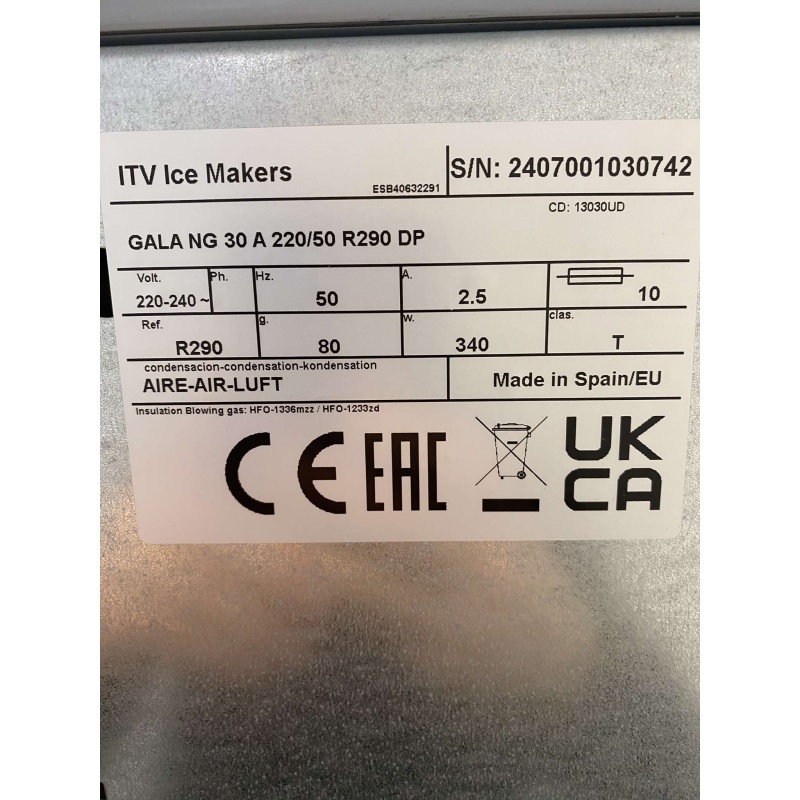 ITV Ice Makers
ESB40632291
S/N: 2407001030742
CD: 13030UD
GALA NG 30 A 220/50 R290 DP
Volt. Ph. Hz. A.
220-240 ~ 50 2.5 10
Ref. g. w. clas.
R290 80 340 T
condensacion-condensation-kondensation
AIRE-AIR-LUFT
Made in Spain/EU
Insulation Blowing gas: HFO-1336mzz / HFO-1233zd
CE EAC UK
CA